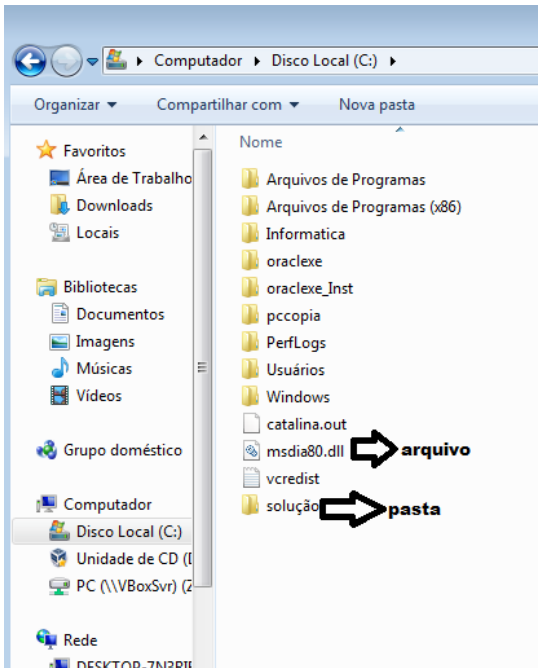 Computador Disco Local (C:)
Organizar Compartilhar com Nova pasta
Favoritos
Área de Trabalho
Downloads
Locais
Bibliotecas
Documentos
Imagens
Músicas
Vídeos
Grupo doméstico
Computador
Disco Local (C:)
Unidade de CD (
PC (\\VBoxSvr) (Z
Rede
Nome
Arquivos de Programas
Arquivos de Programas (x86)
Informatica
oraclexe
oraclexe_Inst
pccopia
PerfLogs
Usuários
Windows
catalina.out
msdia80.dll arquivo
vcredist
solução pasta